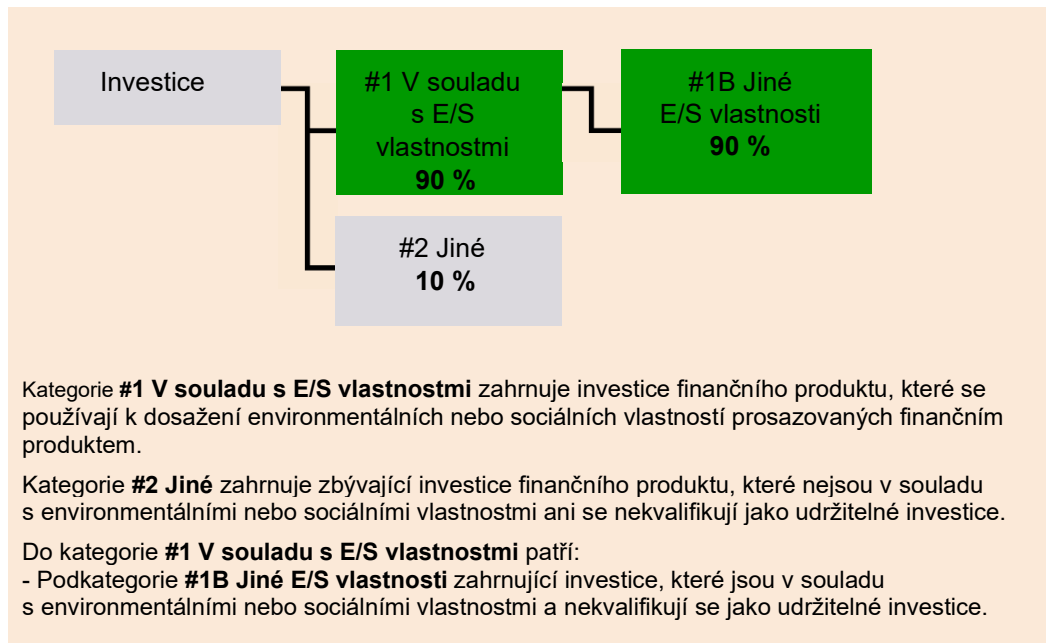 Investice
#1 V souladu
s E/S
vlastnostmi
90 %
#1B Jiné
E/S vlastnosti
90 %
#2 Jiné
10 %
Kategorie #1 V souladu s E/S vlastnostmi zahrnuje investice finančního produktu, které se
používají k dosažení environmentálních nebo sociálních vlastností prosazovaných finančním
produktem.
Kategorie #2 Jiné zahrnuje zbývající investice finančního produktu, které nejsou v souladu
s environmentálními nebo sociálními vlastnostmi ani se nekvalifikují jako udržitelné investice.
Do kategorie #1 V souladu s E/S vlastnostmi patří:
- Podkategorie #1B Jiné E/S vlastnosti zahrnující investice, které jsou v souladu
s environmentálními nebo sociálními vlastnostmi a nekvalifikují se jako udržitelné investice.